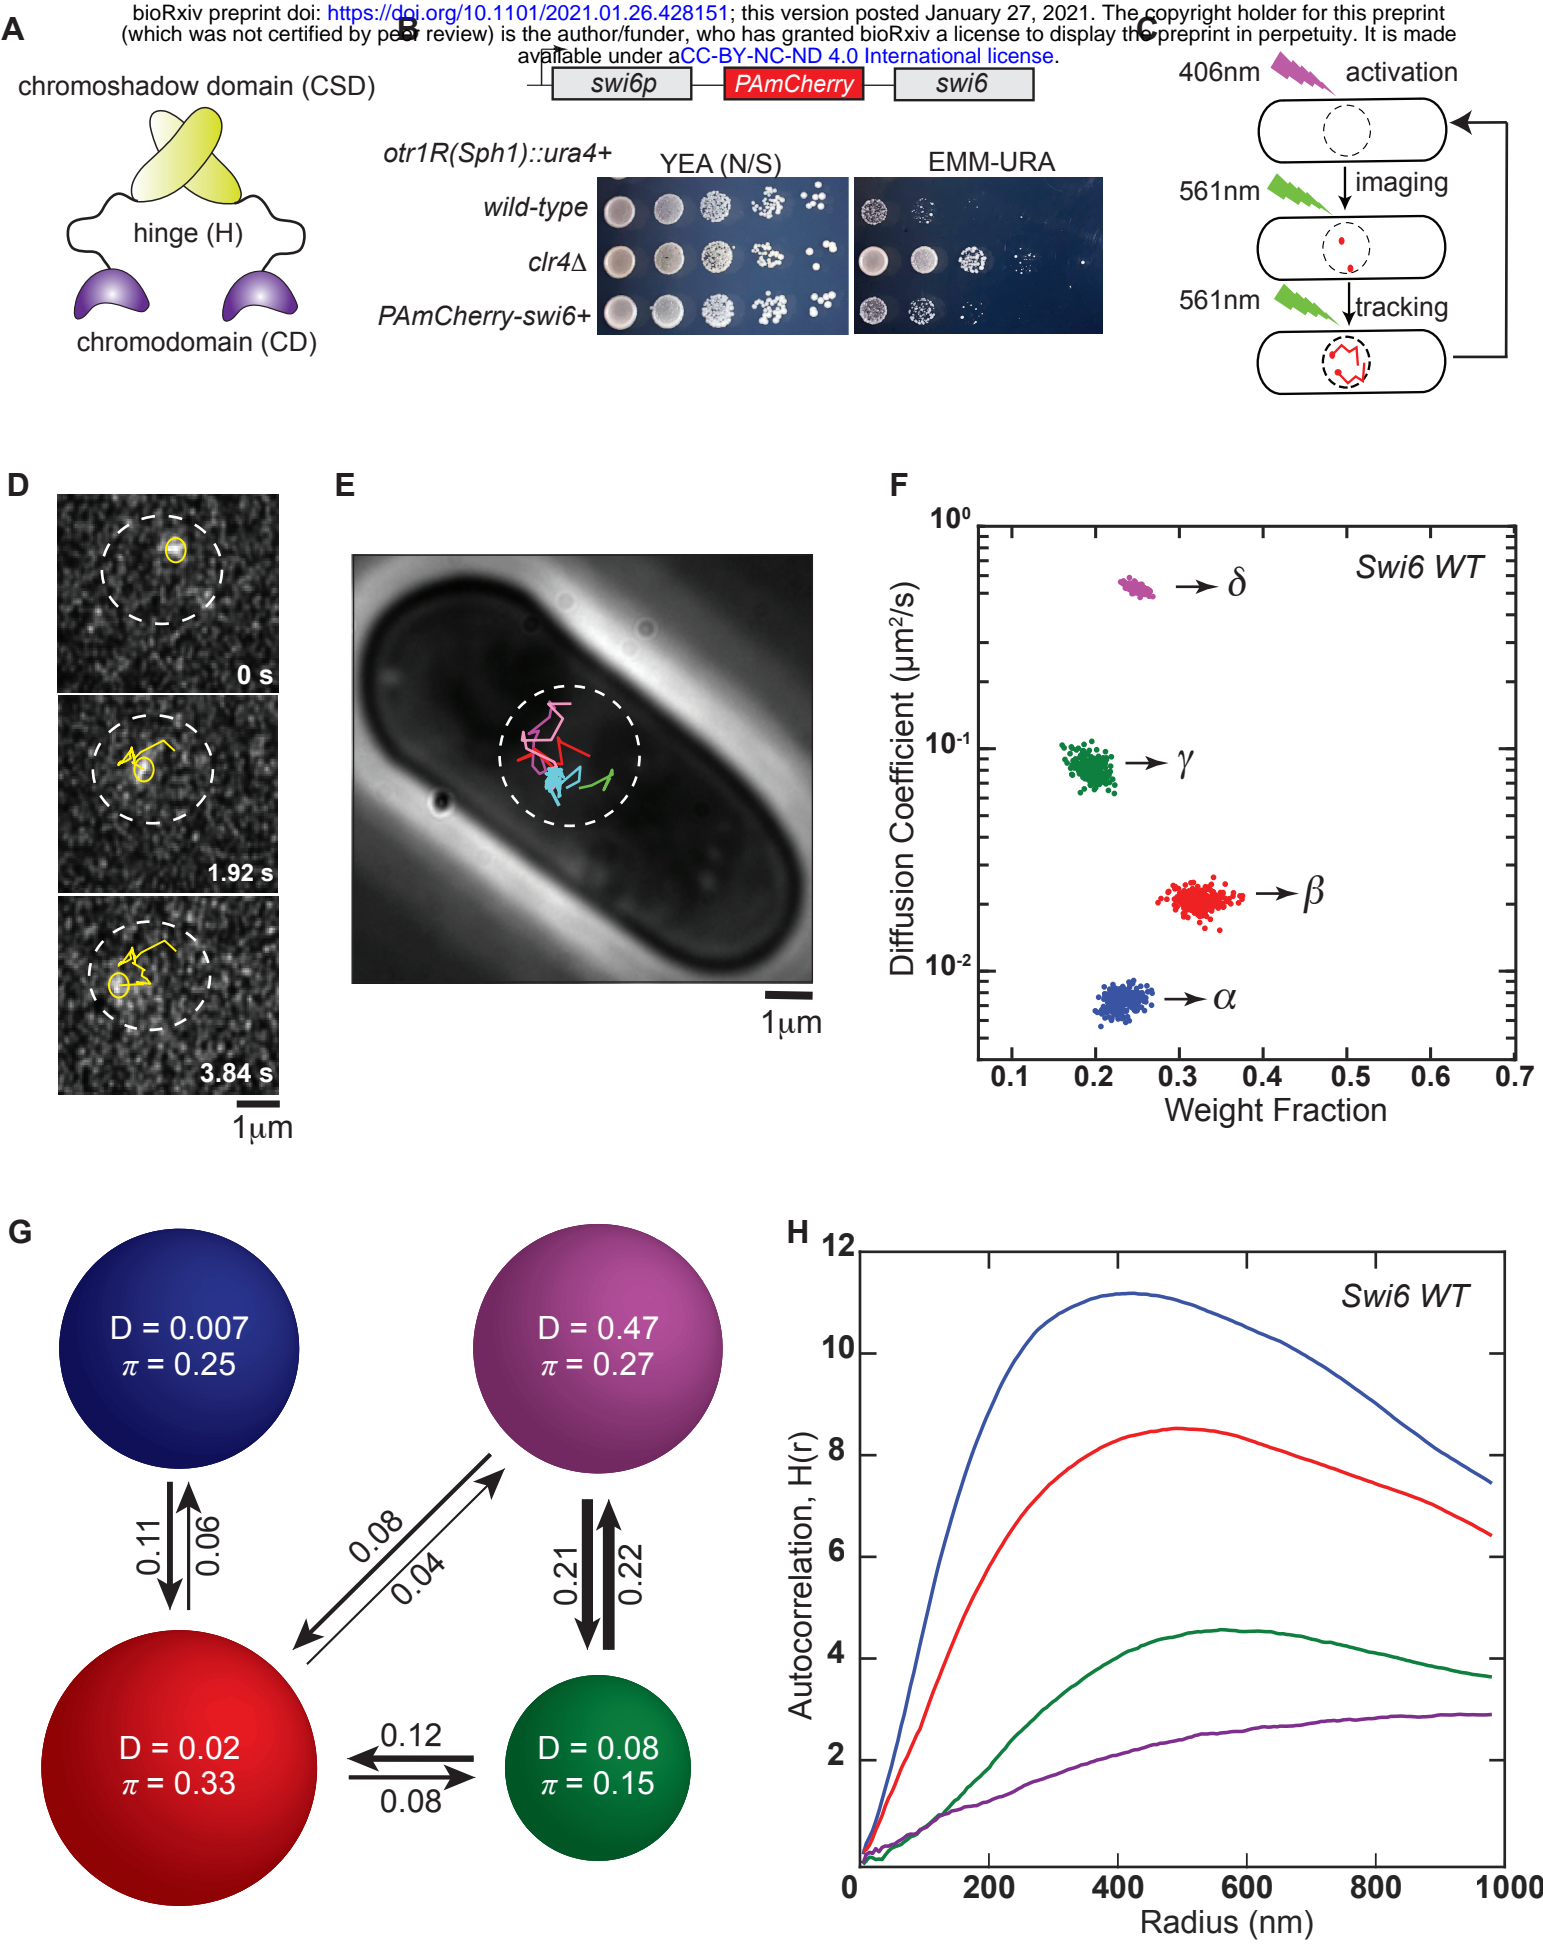 bioRxiv preprint doi: https://doi.org/10.1101/2021.01.26.428151; this version posted January 27, 2021. The copyright holder for this preprint
(which was not certified by peer review) is the author/funder, who has granted bioRxiv a license to display the preprint in perpetuity. It is made
available under aCC-BY-NC-ND 4.0 International license.
A
chromoshadow domain (CSD)
hinge (H)
chromodomain (CD)
B
swi6p
PAmCherry
swi6
otr1R(Sph1)::ura4+
YEA (N/S)
EMM-URA
wild-type
clr4Δ
PAmCherry-swi6+
C
406nm
activation
561nm
imaging
561nm
tracking
D
0 s
1.92 s
3.84 s
1μm
E
1μm
F
Swi6 WT
10⁰
10⁻¹
10⁻²
Diffusion Coefficient (μm²/s)
δ
γ
β
α
0.1
0.2
0.3
0.4
0.5
0.6
0.7
Weight Fraction
G
D = 0.007
π = 0.25
D = 0.47
π = 0.27
0.11
0.06
0.08
0.04
0.21
0.22
D = 0.02
π = 0.33
0.12
0.08
D = 0.08
π = 0.15
H
Swi6 WT
12
10
8
6
4
2
Autocorrelation, H(r)
0
200
400
600
800
1000
Radius (nm)